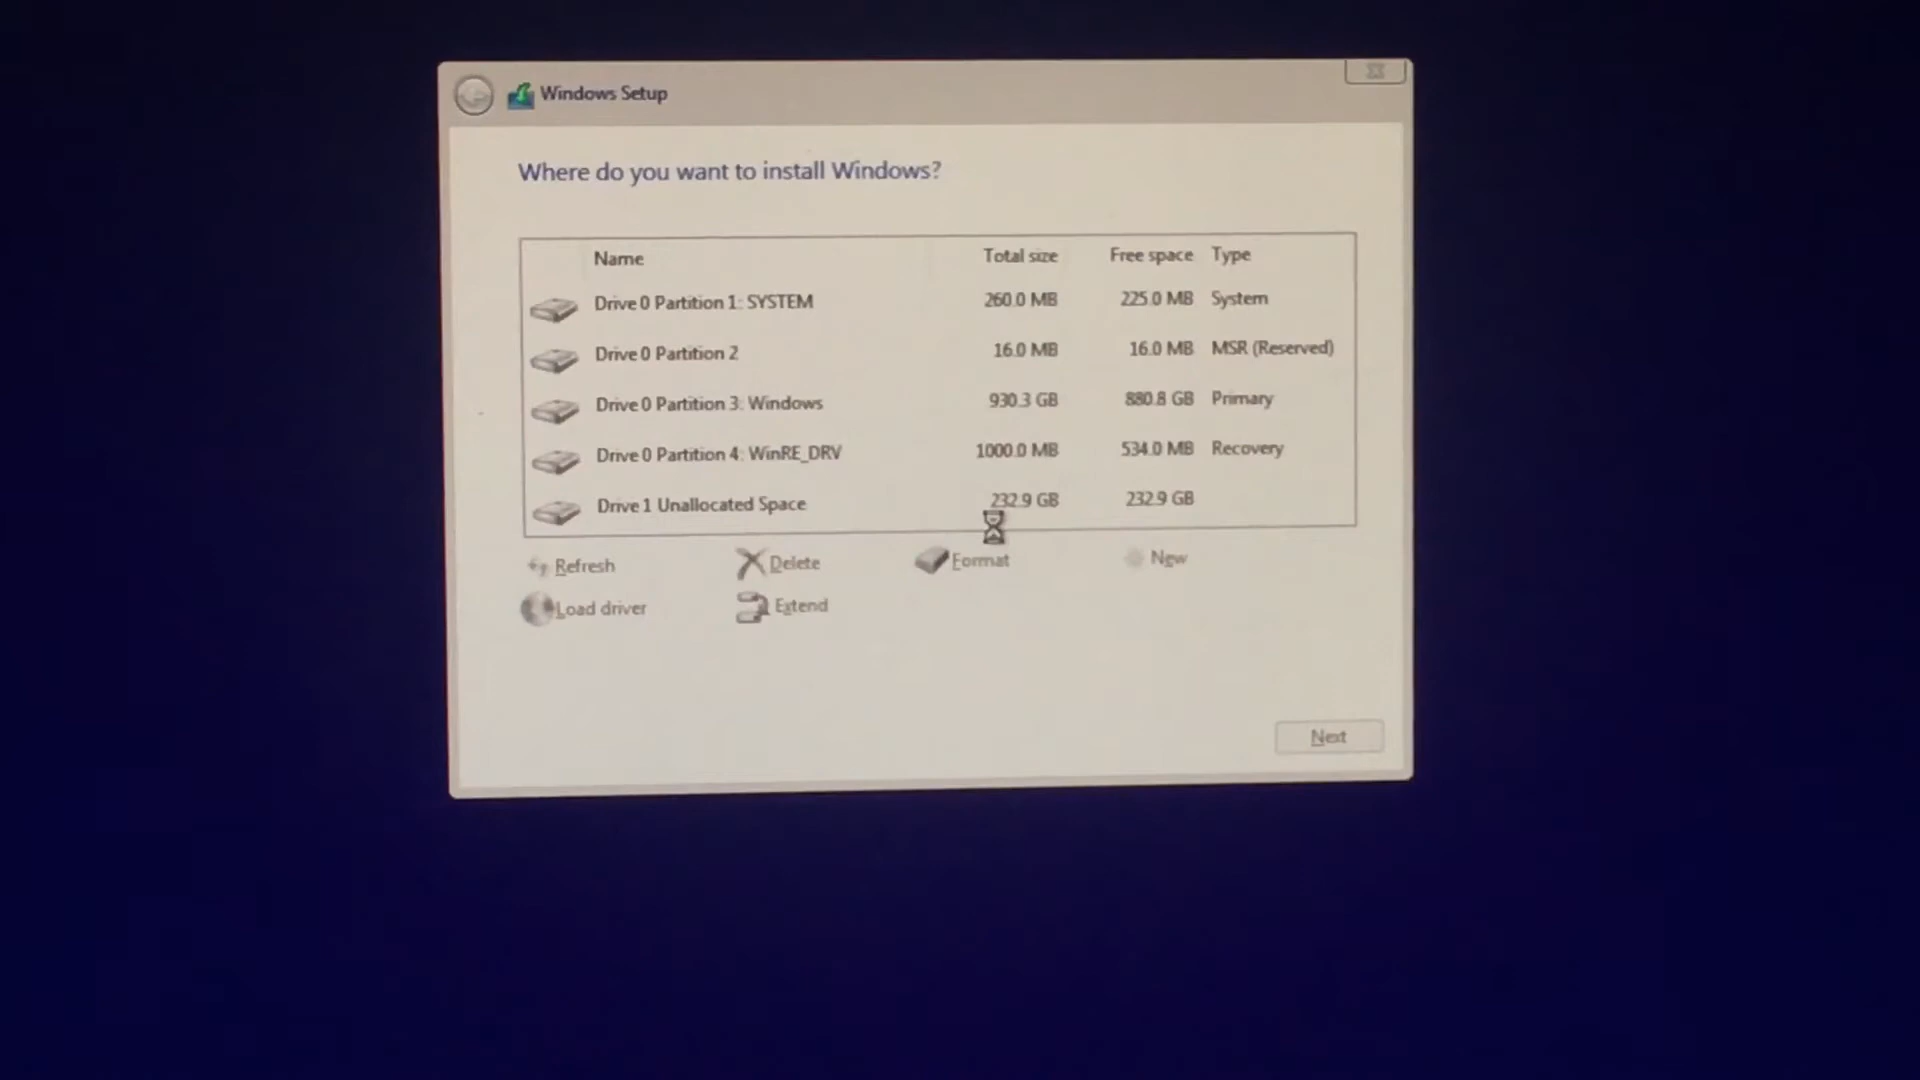 Windows Setup
Where do you want to install Windows?
Name Total size Free space Type
Drive 0 Partition 1: SYSTEM 260.0 MB 225.0 MB System
Drive 0 Partition 2 16.0 MB 16.0 MB MSR (Reserved)
Drive 0 Partition 3: Windows 930.3 GB 880.8 GB Primary
Drive 0 Partition 4: WinRE_DRV 1000.0 MB 534.0 MB Recovery
Drive 1 Unallocated Space 232.9 GB 232.9 GB
Refresh Delete Format New
Load driver Extend
Next